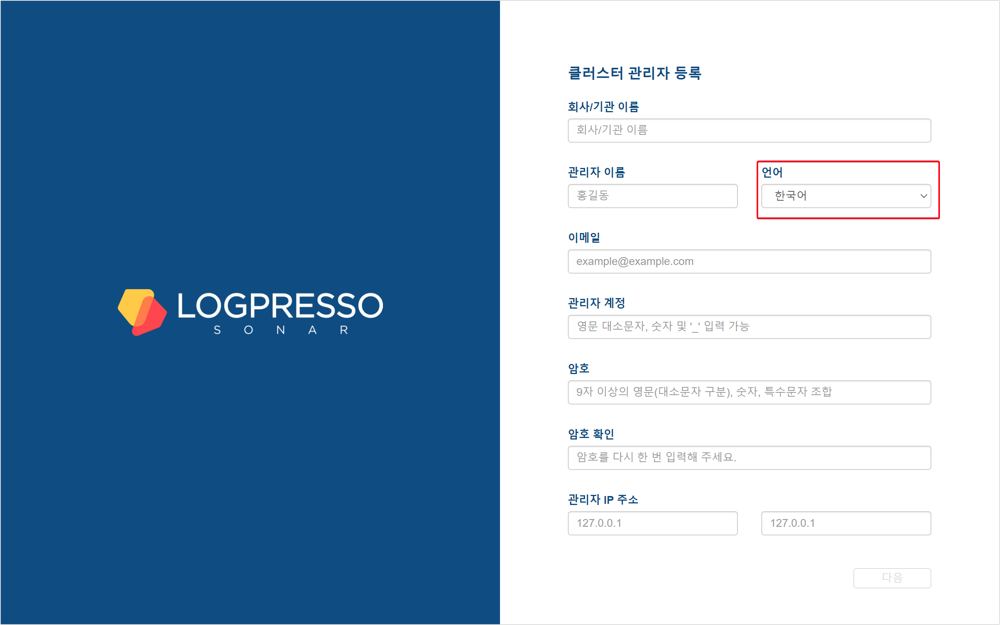 LOGPRESSO
SONAR
클러스터 관리자 등록
회사/기관 이름
회사/기관 이름
관리자 이름
홍길동
언어
한국어
이메일
example@example.com
관리자 계정
영문 대소문자, 숫자 및 '_' 입력 가능
암호
9자 이상의 영문(대소문자 구분), 숫자, 특수문자 조합
암호 확인
암호를 다시 한 번 입력해 주세요.
관리자 IP 주소
127.0.0.1
127.0.0.1
다음